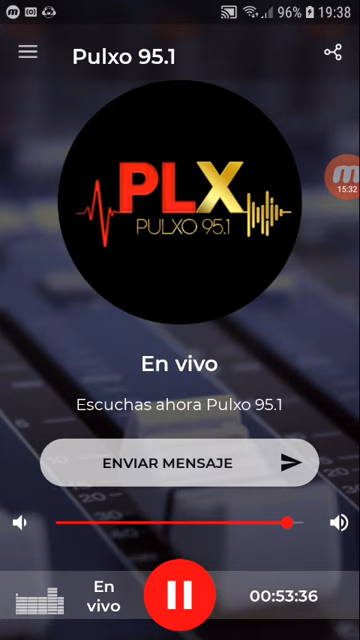 96% 19:38
Pulxo 95.1
PLX
PULXO 95.1
15:32
En vivo
Escuchas ahora Pulxo 95.1
ENVIAR MENSAJE
En
vivo
00:53:36